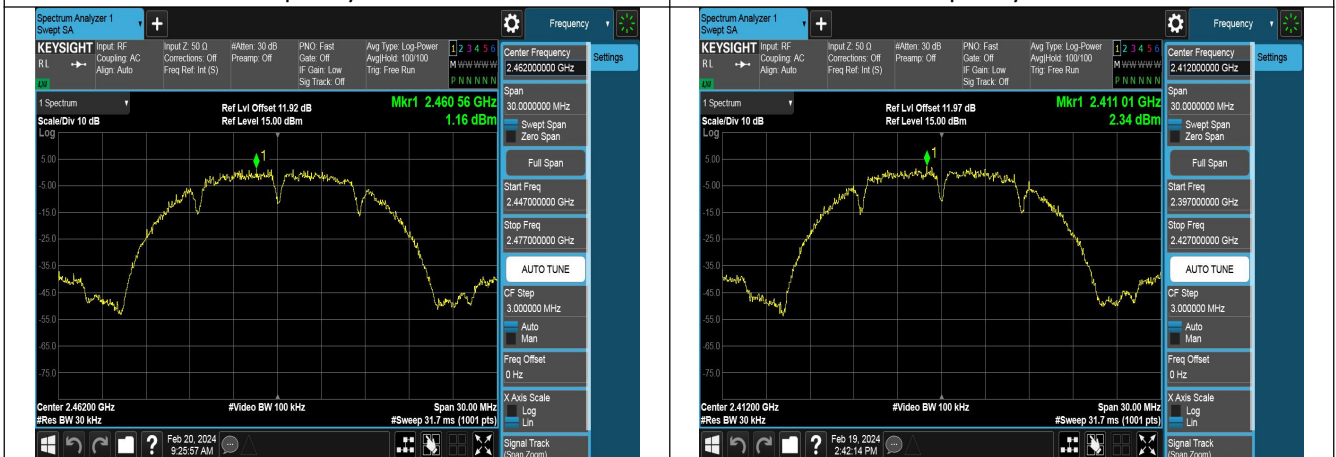 Spectrum Analyzer 1
Swept SA
+
Frequency
KEYSIGHT
RL
Input: RF
Coupling: AC
Align: Auto
Input Z: 50 Ω
Corrections: Off
Freq Ref: Int (S)
#Atten: 30 dB
Preamp: Off
PNO: Fast
Gate: Off
IF Gain: Low
Sig Track: Off
Avg Type: Log-Power
Avg|Hold: 100/100
Trig: Free Run
1 2 3 4 5 6
M W W W W W
P N N N N N
Center Frequency
2.462000000 GHz
Settings
1 Spectrum
Scale/Div 10 dB
Log
Ref Lvl Offset 11.92 dB
Ref Level 15.00 dBm
Mkr1 2.460 56 GHz
1.16 dBm
1
5.00
-5.00
-15.0
-25.0
-35.0
-45.0
-55.0
-65.0
-75.0
Span
30.0000000 MHz
Swept Span
Zero Span
Full Span
Start Freq
2.447000000 GHz
Stop Freq
2.477000000 GHz
AUTO TUNE
CF Step
3.000000 MHz
Auto
Man
Freq Offset
0 Hz
X Axis Scale
Log
Lin
Signal Track
(Span Zoom)
Center 2.46200 GHz
#Res BW 30 kHz
#Video BW 100 kHz
Span 30.00 MHz
#Sweep 31.7 ms (1001 pts)
?
Feb 20, 2024
9:25:57 AM
Spectrum Analyzer 1
Swept SA
+
Frequency
KEYSIGHT
RL
Input: RF
Coupling: AC
Align: Auto
Input Z: 50 Ω
Corrections: Off
Freq Ref: Int (S)
#Atten: 30 dB
Preamp: Off
PNO: Fast
Gate: Off
IF Gain: Low
Sig Track: Off
Avg Type: Log-Power
Avg|Hold: 100/100
Trig: Free Run
1 2 3 4 5 6
M W W W W W
P N N N N N
Center Frequency
2.412000000 GHz
Settings
1 Spectrum
Scale/Div 10 dB
Log
Ref Lvl Offset 11.97 dB
Ref Level 15.00 dBm
Mkr1 2.411 01 GHz
2.34 dBm
1
5.00
-5.00
-15.0
-25.0
-35.0
-45.0
-55.0
-65.0
-75.0
Span
30.0000000 MHz
Swept Span
Zero Span
Full Span
Start Freq
2.397000000 GHz
Stop Freq
2.427000000 GHz
AUTO TUNE
CF Step
3.000000 MHz
Auto
Man
Freq Offset
0 Hz
X Axis Scale
Log
Lin
Signal Track
(Span Zoom)
Center 2.41200 GHz
#Res BW 30 kHz
#Video BW 100 kHz
Span 30.00 MHz
#Sweep 31.7 ms (1001 pts)
?
Feb 19, 2024
2:42:14 PM